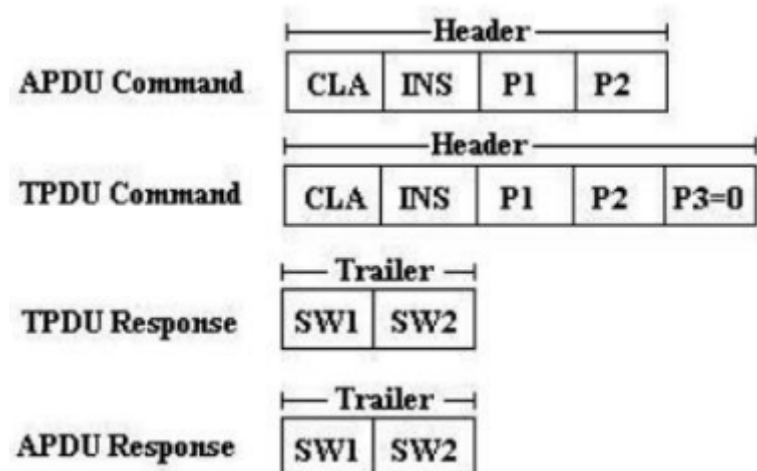 Header
APDU Command CLA INS P1 P2
Header
TPDU Command CLA INS P1 P2 P3=0
Trailer
TPDU Response SW1 SW2
Trailer
APDU Response SW1 SW2